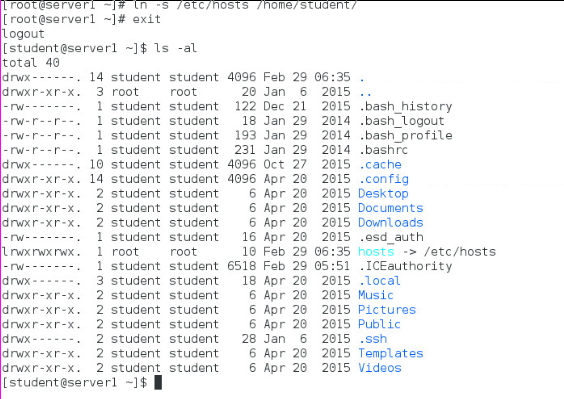 [root@server1 ~]# ln -s /etc/hosts /home/student/
[root@server1 ~]# exit
logout
[student@server1 ~]$ ls -al
total 40
drwx------. 14 student student 4096 Feb 29 06:35 .
drwxr-xr-x.  3 root    root      20 Jan  6  2015 ..
-rw-------.  1 student student  122 Dec 21  2015 .bash_history
-rw-r--r--.  1 student student   18 Jan 29  2014 .bash_logout
-rw-r--r--.  1 student student  193 Jan 29  2014 .bash_profile
-rw-r--r--.  1 student student  231 Jan 29  2014 .bashrc
drwx------. 10 student student 4096 Oct 27  2015 .cache
drwxr-xr-x. 14 student student 4096 Apr 20  2015 .config
drwxr-xr-x.  2 student student    6 Apr 20  2015 Desktop
drwxr-xr-x.  2 student student    6 Apr 20  2015 Documents
drwxr-xr-x.  2 student student    6 Apr 20  2015 Downloads
-rw-------.  1 student student   16 Apr 20  2015 .esd_auth
lrwxrwxrwx.  1 root    root      10 Feb 29 06:35 hosts -> /etc/hosts
-rw-------.  1 student student 6518 Feb 29 05:51 .ICEauthority
drwx------.  3 student student   18 Apr 20  2015 .local
drwxr-xr-x.  2 student student    6 Apr 20  2015 Music
drwxr-xr-x.  2 student student    6 Apr 20  2015 Pictures
drwxr-xr-x.  2 student student    6 Apr 20  2015 Public
drwx------.  2 student student   28 Jan  6  2015 .ssh
drwxr-xr-x.  2 student student    6 Apr 20  2015 Templates
drwxr-xr-x.  2 student student    6 Apr 20  2015 Videos
[student@server1 ~]$